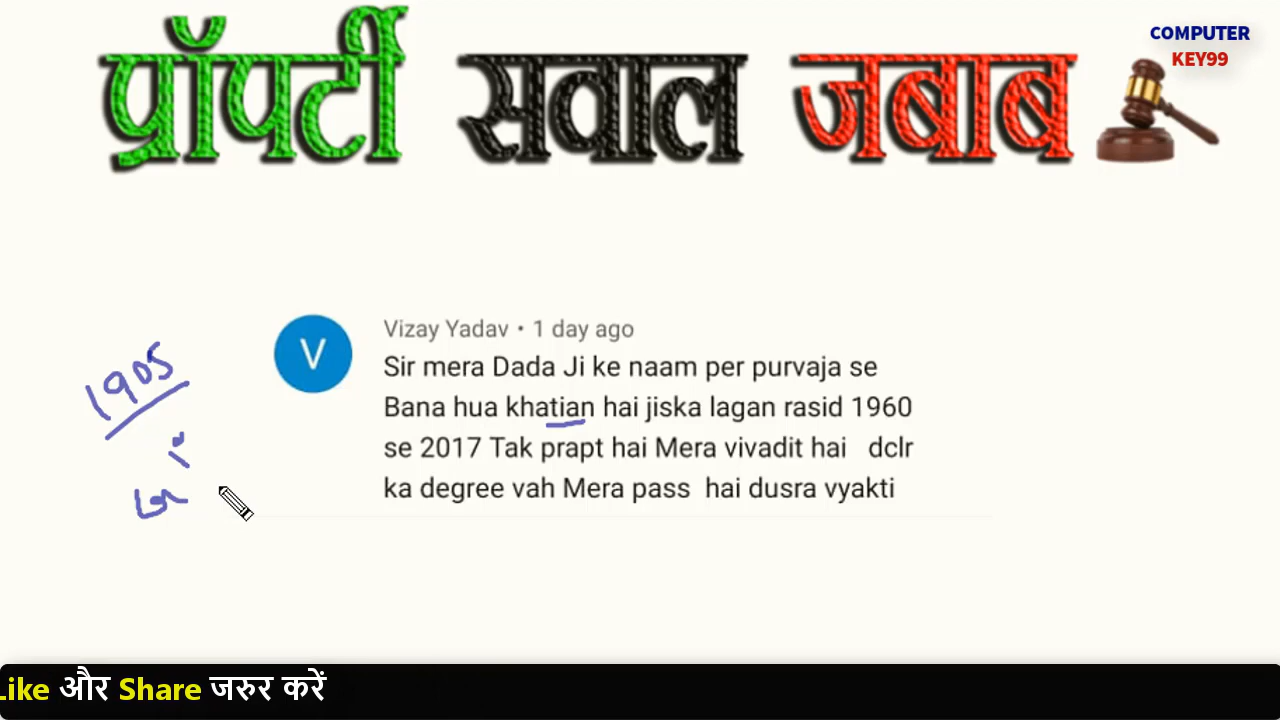 प्रॉपर्टी सवाल जबाब
COMPUTER
KEY99
Vizay Yadav • 1 day ago
Sir mera Dada Ji ke naam per purvaja se
Bana hua khatian hai jiska lagan rasid 1960
se 2017 Tak prapt hai Mera vivadit hai dclr
ka degree vah Mera pass hai dusra vyakti
1905
Like और Share जरुर करें